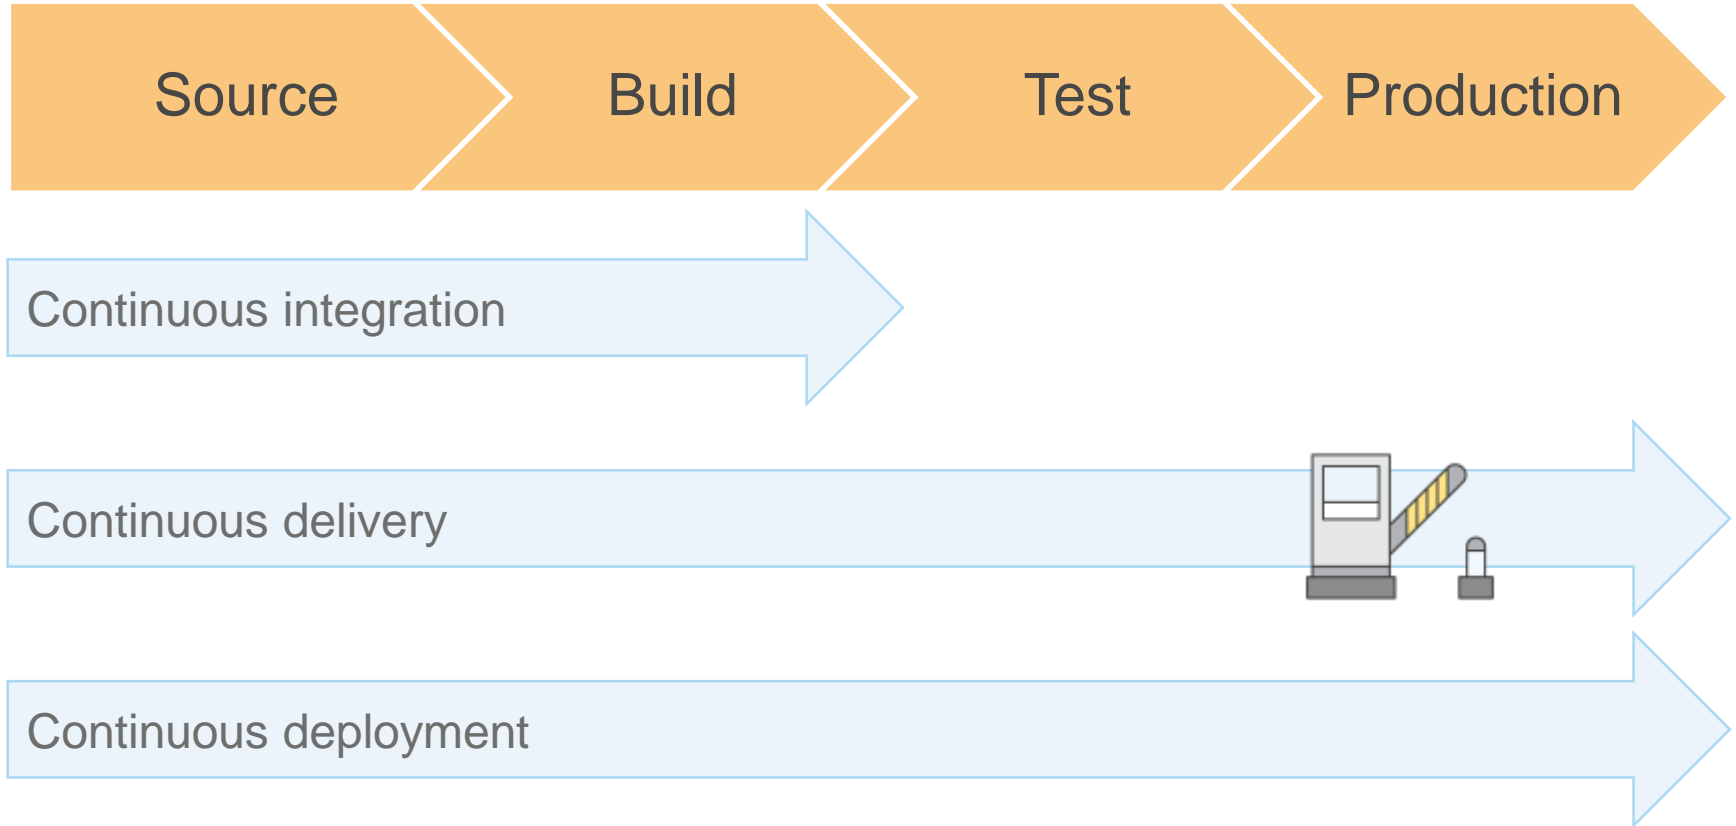 Source
Build
Test
Production
Continuous integration
Continuous delivery
Continuous deployment